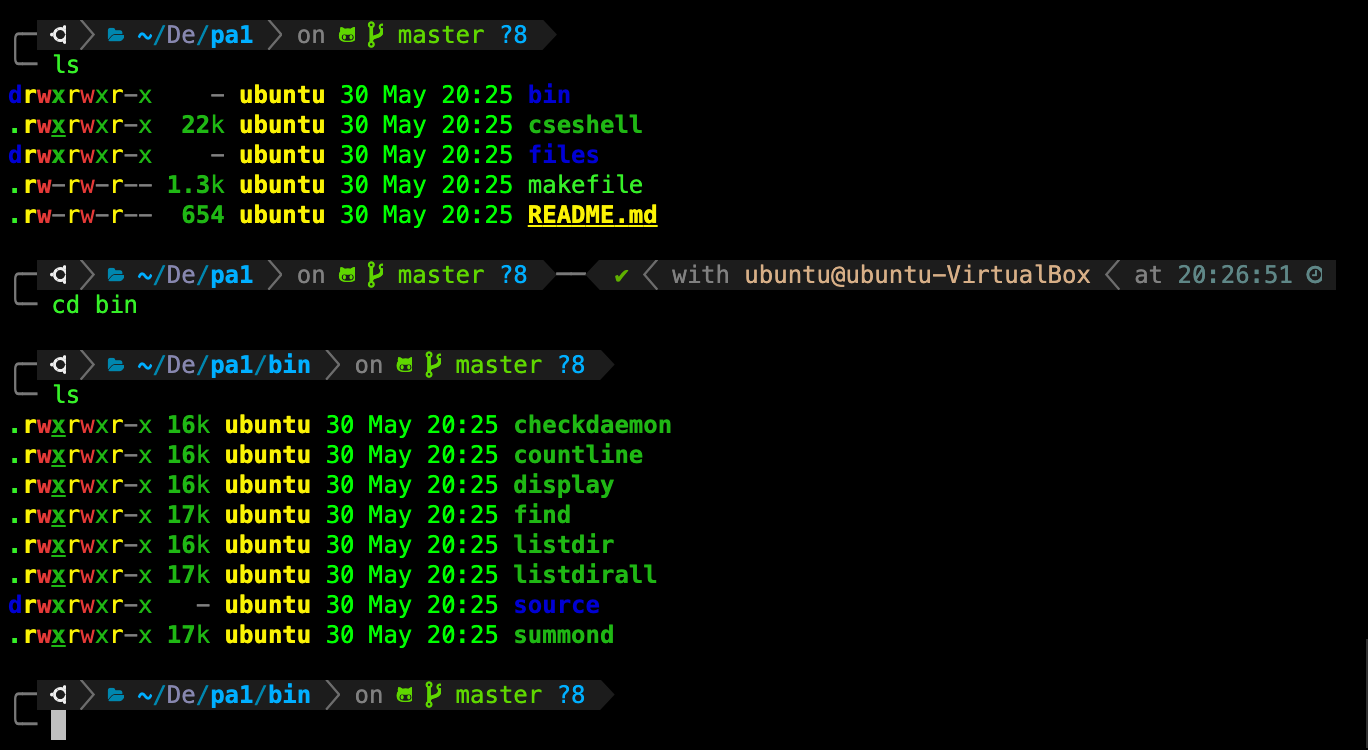 ~/De/pa1 on master ?8
ls
drwxrwxr-x - ubuntu 30 May 20:25 bin
.rwxrwxr-x 22k ubuntu 30 May 20:25 cseshell
drwxrwxr-x - ubuntu 30 May 20:25 files
.rw-rw-r-- 1.3k ubuntu 30 May 20:25 makefile
.rw-rw-r-- 654 ubuntu 30 May 20:25 README.md
~/De/pa1 on master ?8 ✔ with ubuntu@ubuntu-VirtualBox at 20:26:51
cd bin
~/De/pa1/bin on master ?8
ls
.rwxrwxr-x 16k ubuntu 30 May 20:25 checkdaemon
.rwxrwxr-x 16k ubuntu 30 May 20:25 countline
.rwxrwxr-x 16k ubuntu 30 May 20:25 display
.rwxrwxr-x 17k ubuntu 30 May 20:25 find
.rwxrwxr-x 16k ubuntu 30 May 20:25 listdir
.rwxrwxr-x 17k ubuntu 30 May 20:25 listdirall
drwxrwxr-x - ubuntu 30 May 20:25 source
.rwxrwxr-x 17k ubuntu 30 May 20:25 summond
~/De/pa1/bin on master ?8